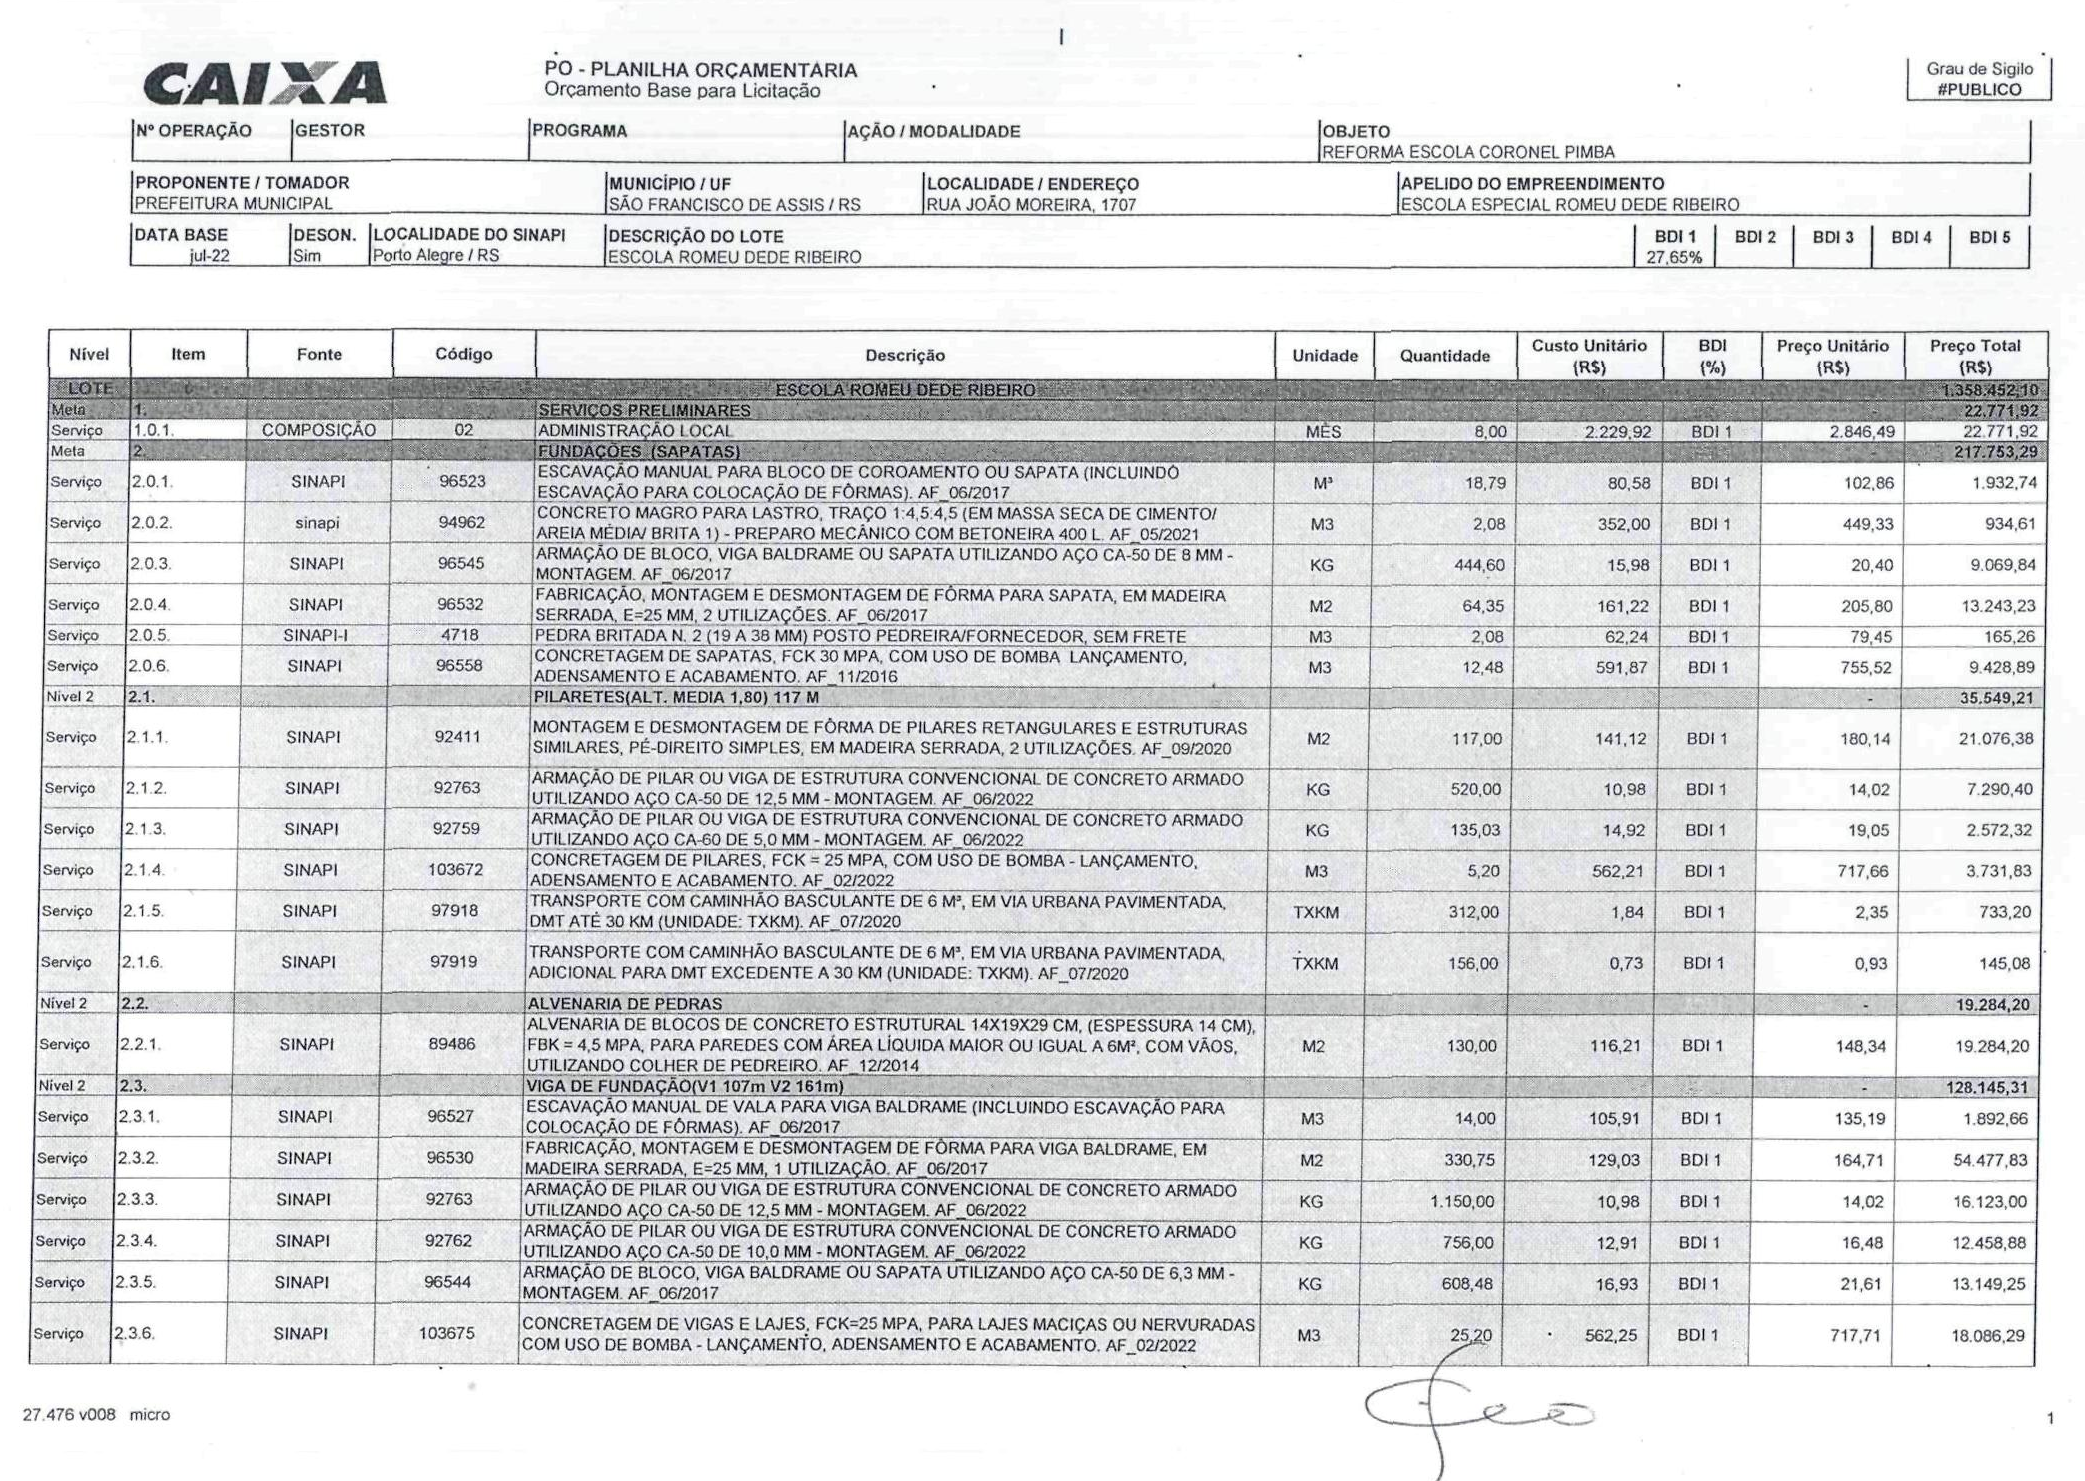 CAIXA
PO - PLANILHA ORÇAMENTARIA
Orçamento Base para Licitação
Grau de Sigilo
#PUBLICO
Nº OPERAÇÃO GESTOR PROGRAMA AÇÃO / MODALIDADE OBJETO
REFORMA ESCOLA CORONEL PIMBA
PROPONENTE / TOMADOR MUNICÍPIO / UF LOCALIDADE / ENDEREÇO APELIDO DO EMPREENDIMENTO
PREFEITURA MUNICIPAL SÃO FRANCISCO DE ASSIS / RS RUA JOÃO MOREIRA, 1707 ESCOLA ESPECIAL ROMEU DEDE RIBEIRO
DATA BASE DESON. LOCALIDADE DO SINAPI DESCRIÇÃO DO LOTE BDI 1 BDI 2 BDI 3 BDI 4 BDI 5
jul-22 Sim Porto Alegre / RS ESCOLA ROMEU DEDE RIBEIRO 27,65%
Nível Item Fonte Código Descrição Unidade Quantidade Custo Unitário (R$) BDI (%) Preço Unitário (R$) Preço Total (R$)
LOTE ESCOLA ROMEU DEDE RIBEIRO 1.358.452,10
Meta 1. SERVIÇOS PRELIMINARES - 22.771,92
Serviço 1.0.1. COMPOSIÇÃO 02 ADMINISTRAÇÃO LOCAL MÊS 8,00 2.229,92 BDI 1 2.846,49 22.771,92
Meta 2. FUNDAÇÕES (SAPATAS) - 217.753,29
Serviço 2.0.1. SINAPI 96523 ESCAVAÇÃO MANUAL PARA BLOCO DE COROAMENTO OU SAPATA (INCLUINDO
ESCAVAÇÃO PARA COLOCAÇÃO DE FÔRMAS). AF_06/2017 M³ 18,79 80,58 BDI 1 102,86 1.932,74
Serviço 2.0.2. sinapi 94962 CONCRETO MAGRO PARA LASTRO, TRAÇO 1:4,5:4,5 (EM MASSA SECA DE CIMENTO/
AREIA MÉDIA/ BRITA 1) - PREPARO MECÂNICO COM BETONEIRA 400 L. AF_05/2021 M3 2,08 352,00 BDI 1 449,33 934,61
Serviço 2.0.3. SINAPI 96545 ARMAÇÃO DE BLOCO, VIGA BALDRAME OU SAPATA UTILIZANDO AÇO CA-50 DE 8 MM -
MONTAGEM. AF_06/2017 KG 444,60 15,98 BDI 1 20,40 9.069,84
Serviço 2.0.4. SINAPI 96532 FABRICAÇÃO, MONTAGEM E DESMONTAGEM DE FÔRMA PARA SAPATA, EM MADEIRA
SERRADA, E=25 MM, 2 UTILIZAÇÕES. AF_06/2017 M2 64,35 161,22 BDI 1 205,80 13.243,23
Serviço 2.0.5. SINAPI-I 4718 PEDRA BRITADA N. 2 (19 A 38 MM) POSTO PEDREIRA/FORNECEDOR, SEM FRETE M3 2,08 62,24 BDI 1 79,45 165,26
Serviço 2.0.6. SINAPI 96558 CONCRETAGEM DE SAPATAS, FCK 30 MPA, COM USO DE BOMBA LANÇAMENTO,
ADENSAMENTO E ACABAMENTO. AF_11/2016 M3 12,48 591,87 BDI 1 755,52 9.428,89
Nível 2 2.1. PILARETES(ALT. MEDIA 1,80) 117 M - 35.549,21
Serviço 2.1.1. SINAPI 92411 MONTAGEM E DESMONTAGEM DE FÔRMA DE PILARES RETANGULARES E ESTRUTURAS
SIMILARES, PÉ-DIREITO SIMPLES, EM MADEIRA SERRADA, 2 UTILIZAÇÕES. AF_09/2020 M2 117,00 141,12 BDI 1 180,14 21.076,38
Serviço 2.1.2. SINAPI 92763 ARMAÇÃO DE PILAR OU VIGA DE ESTRUTURA CONVENCIONAL DE CONCRETO ARMADO
UTILIZANDO AÇO CA-50 DE 12,5 MM - MONTAGEM. AF_06/2022 KG 520,00 10,98 BDI 1 14,02 7.290,40
Serviço 2.1.3. SINAPI 92759 ARMAÇÃO DE PILAR OU VIGA DE ESTRUTURA CONVENCIONAL DE CONCRETO ARMADO
UTILIZANDO AÇO CA-60 DE 5,0 MM - MONTAGEM. AF_06/2022 KG 135,03 14,92 BDI 1 19,05 2.572,32
Serviço 2.1.4. SINAPI 103672 CONCRETAGEM DE PILARES, FCK = 25 MPA, COM USO DE BOMBA - LANÇAMENTO,
ADENSAMENTO E ACABAMENTO. AF_02/2022 M3 5,20 562,21 BDI 1 717,66 3.731,83
Serviço 2.1.5. SINAPI 97918 TRANSPORTE COM CAMINHÃO BASCULANTE DE 6 M³, EM VIA URBANA PAVIMENTADA,
DMT ATÉ 30 KM (UNIDADE: TXKM). AF_07/2020 TXKM 312,00 1,84 BDI 1 2,35 733,20
Serviço 2.1.6. SINAPI 97919 TRANSPORTE COM CAMINHÃO BASCULANTE DE 6 M³, EM VIA URBANA PAVIMENTADA,
ADICIONAL PARA DMT EXCEDENTE A 30 KM (UNIDADE: TXKM). AF_07/2020 TXKM 156,00 0,73 BDI 1 0,93 145,08
Nível 2 2.2. ALVENARIA DE PEDRAS - 19.284,20
Serviço 2.2.1. SINAPI 89486 ALVENARIA DE BLOCOS DE CONCRETO ESTRUTURAL 14X19X29 CM, (ESPESSURA 14 CM),
FBK = 4,5 MPA, PARA PAREDES COM ÁREA LÍQUIDA MAIOR OU IGUAL A 6M², COM VÃOS,
UTILIZANDO COLHER DE PEDREIRO. AF_12/2014 M2 130,00 116,21 BDI 1 148,34 19.284,20
Nível 2 2.3. VIGA DE FUNDAÇÃO(V1 107m V2 161m) - 128.145,31
Serviço 2.3.1. SINAPI 96527 ESCAVAÇÃO MANUAL DE VALA PARA VIGA BALDRAME (INCLUINDO ESCAVAÇÃO PARA
COLOCAÇÃO DE FÔRMAS). AF_06/2017 M3 14,00 105,91 BDI 1 135,19 1.892,66
Serviço 2.3.2. SINAPI 96530 FABRICAÇÃO, MONTAGEM E DESMONTAGEM DE FÔRMA PARA VIGA BALDRAME, EM
MADEIRA SERRADA, E=25 MM, 1 UTILIZAÇÃO. AF_06/2017 M2 330,75 129,03 BDI 1 164,71 54.477,83
Serviço 2.3.3. SINAPI 92763 ARMAÇÃO DE PILAR OU VIGA DE ESTRUTURA CONVENCIONAL DE CONCRETO ARMADO
UTILIZANDO AÇO CA-50 DE 12,5 MM - MONTAGEM. AF_06/2022 KG 1.150,00 10,98 BDI 1 14,02 16.123,00
Serviço 2.3.4. SINAPI 92762 ARMAÇÃO DE PILAR OU VIGA DE ESTRUTURA CONVENCIONAL DE CONCRETO ARMADO
UTILIZANDO AÇO CA-50 DE 10,0 MM - MONTAGEM. AF_06/2022 KG 756,00 12,91 BDI 1 16,48 12.458,88
Serviço 2.3.5. SINAPI 96544 ARMAÇÃO DE BLOCO, VIGA BALDRAME OU SAPATA UTILIZANDO AÇO CA-50 DE 6,3 MM -
MONTAGEM. AF_06/2017 KG 608,48 16,93 BDI 1 21,61 13.149,25
Serviço 2.3.6. SINAPI 103675 CONCRETAGEM DE VIGAS E LAJES, FCK=25 MPA, PARA LAJES MACIÇAS OU NERVURADAS
COM USO DE BOMBA - LANÇAMENTO, ADENSAMENTO E ACABAMENTO. AF_02/2022 M3 25,20 562,25 BDI 1 717,71 18.086,29
27.476 v008 micro
1